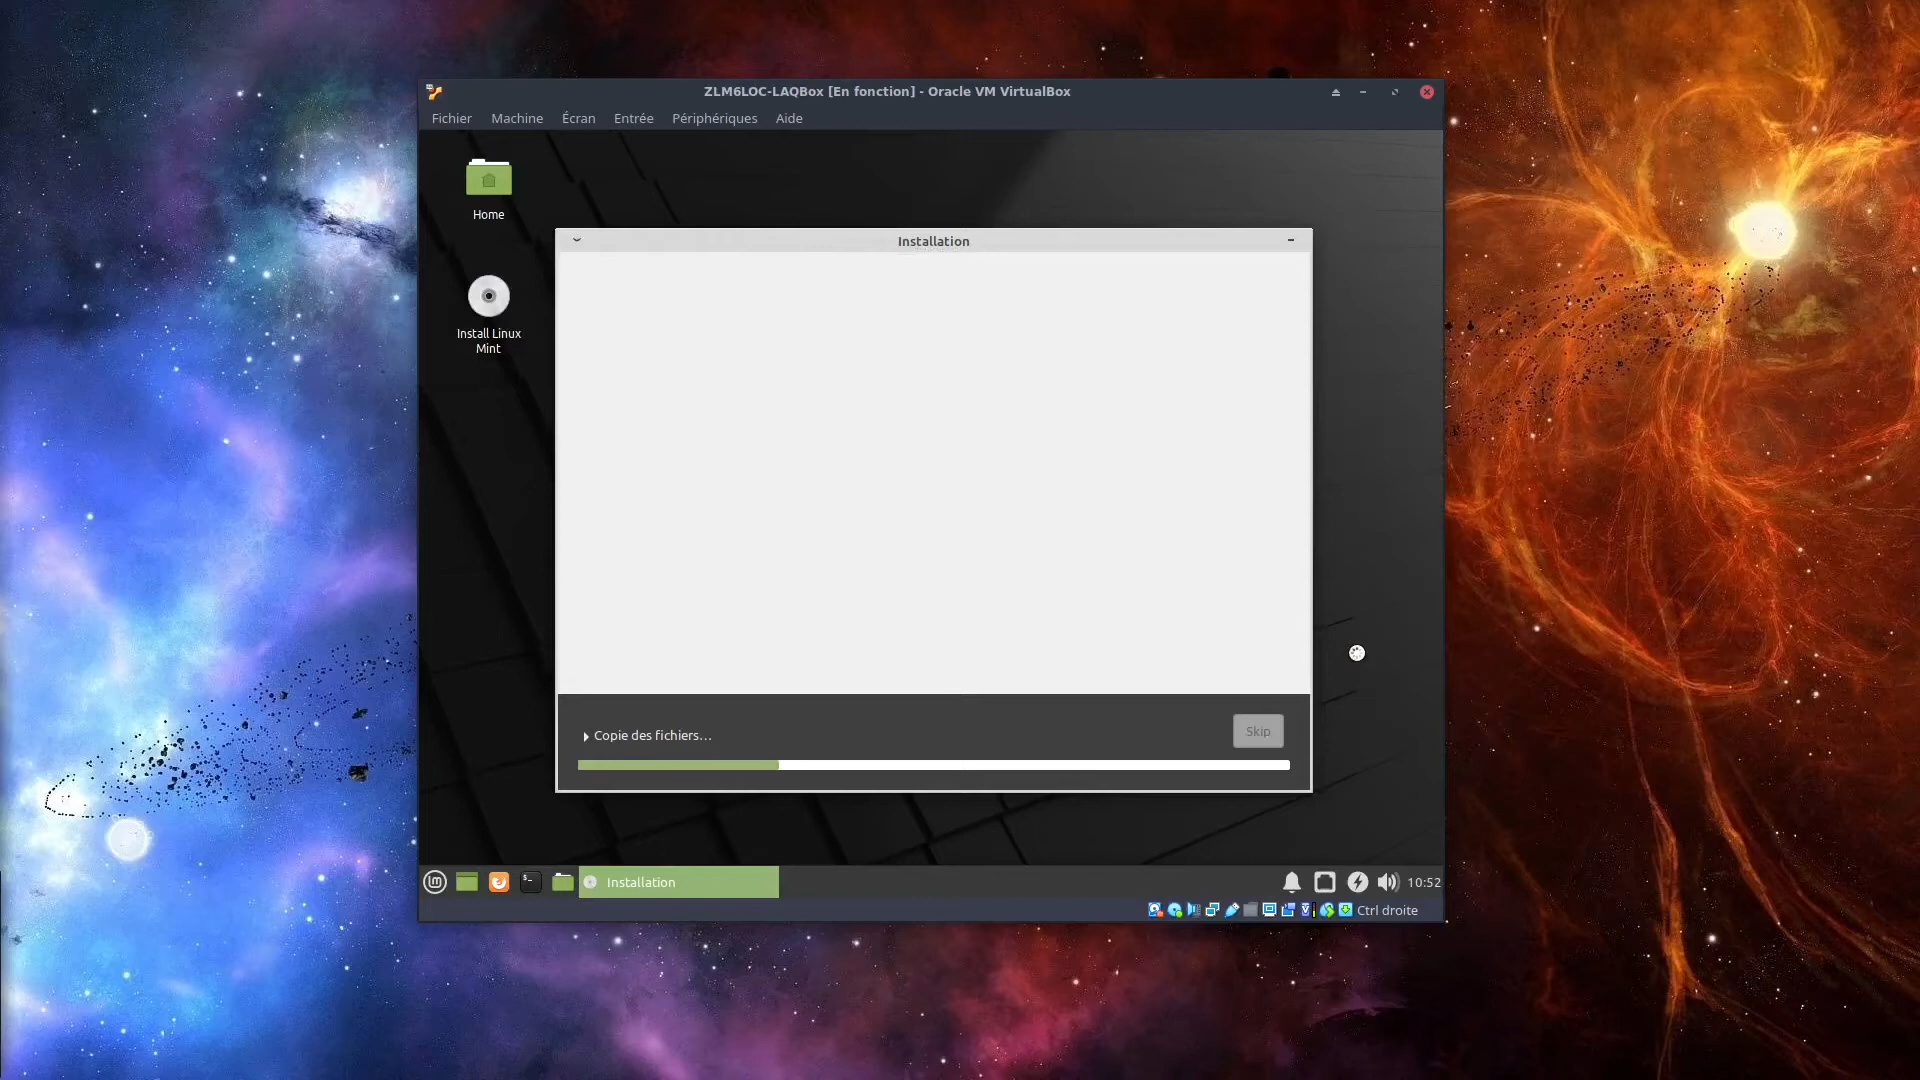 ZLM6LOC-LAQBox [En fonction] - Oracle VM VirtualBox
Fichier Machine Écran Entrée Périphériques Aide
Home
Installation
Install Linux
Mint
Copie des fichiers…
Skip
Installation
10:52
Ctrl droite